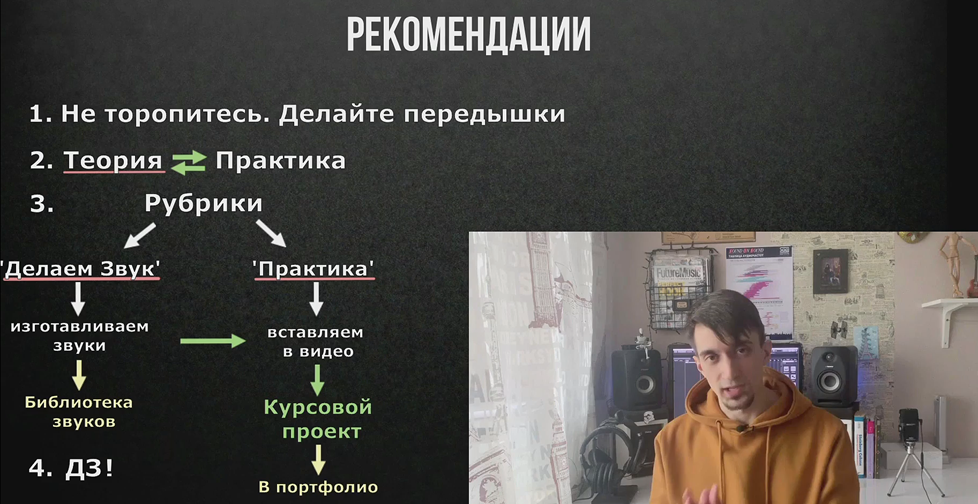 РЕКОМЕНДАЦИИ
1. Не торопитесь. Делайте передышки
2. Теория Практика
3. Рубрики
'Делаем Звук' 'Практика'
изготавливаем
звуки
вставляем
в видео
Библиотека
звуков
Курсовой
проект
4. ДЗ!
В портфолио
FutureMusic